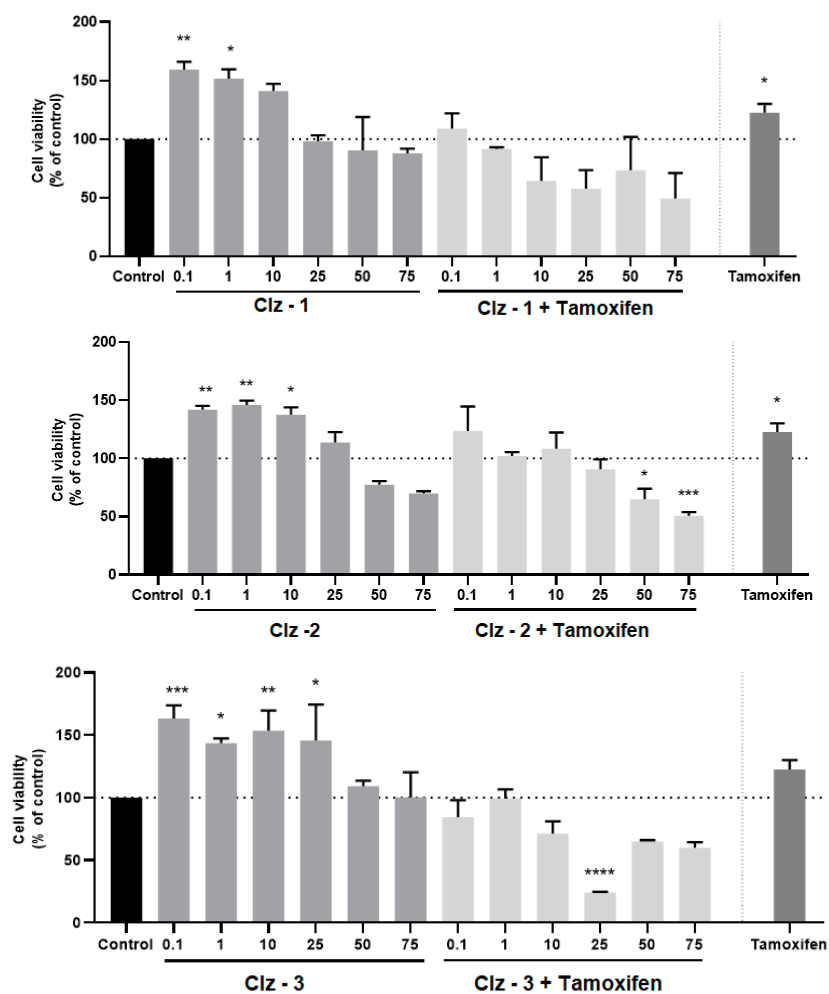 200
** *
150
*
100
50
0
Cell viability
(% of control)
Control 0.1 1 10 25 50 75 0.1 1 10 25 50 75 Tamoxifen
Clz - 1 Clz - 1 + Tamoxifen
200
** ** *
150
*
100
* ***
50
0
Cell viability
(% of control)
Control 0.1 1 10 25 50 75 0.1 1 10 25 50 75 Tamoxifen
Clz -2 Clz - 2 + Tamoxifen
200
*** * ** *
150
100
****
50
0
Cell viability
(% of control)
Control 0.1 1 10 25 50 75 0.1 1 10 25 50 75 Tamoxifen
Clz - 3 Clz - 3 + Tamoxifen